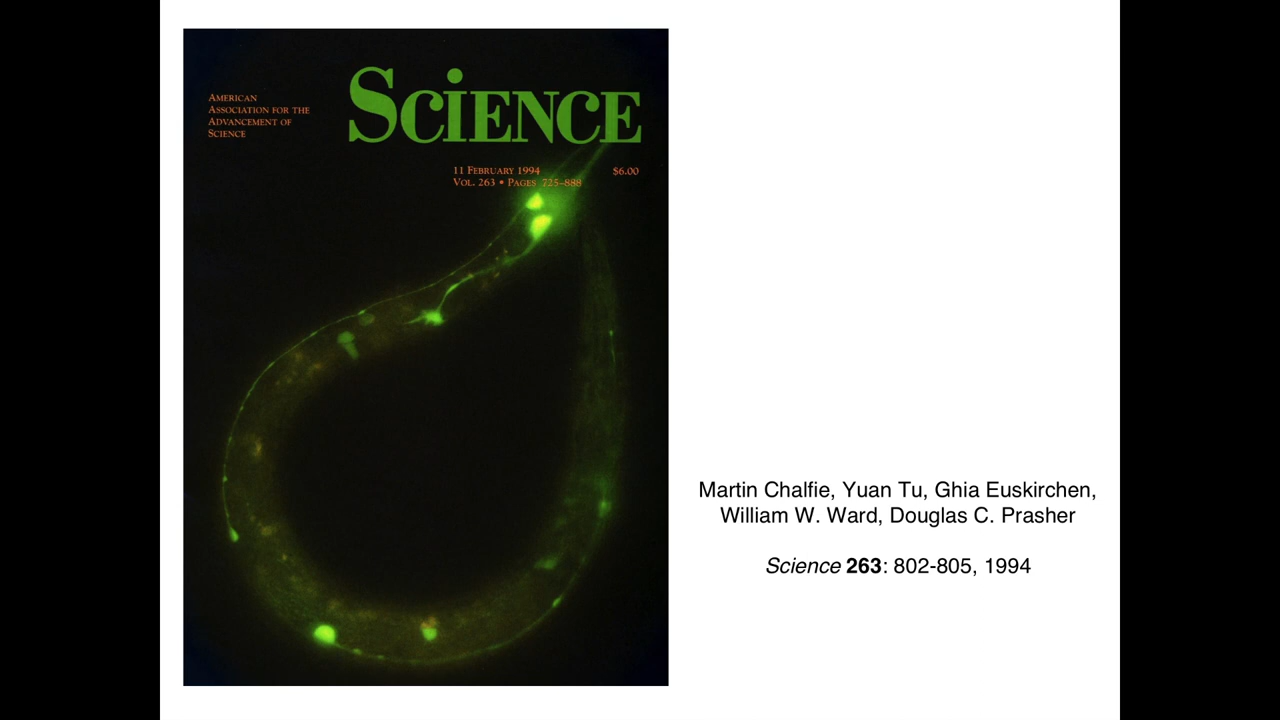 AMERICAN
ASSOCIATION FOR THE
ADVANCEMENT OF
SCIENCE
SCiENCE
11 FEBRUARY 1994
$6.00
VOL. 263 • PAGES 725–888
Martin Chalfie, Yuan Tu, Ghia Euskirchen,
William W. Ward, Douglas C. Prasher
Science 263: 802-805, 1994